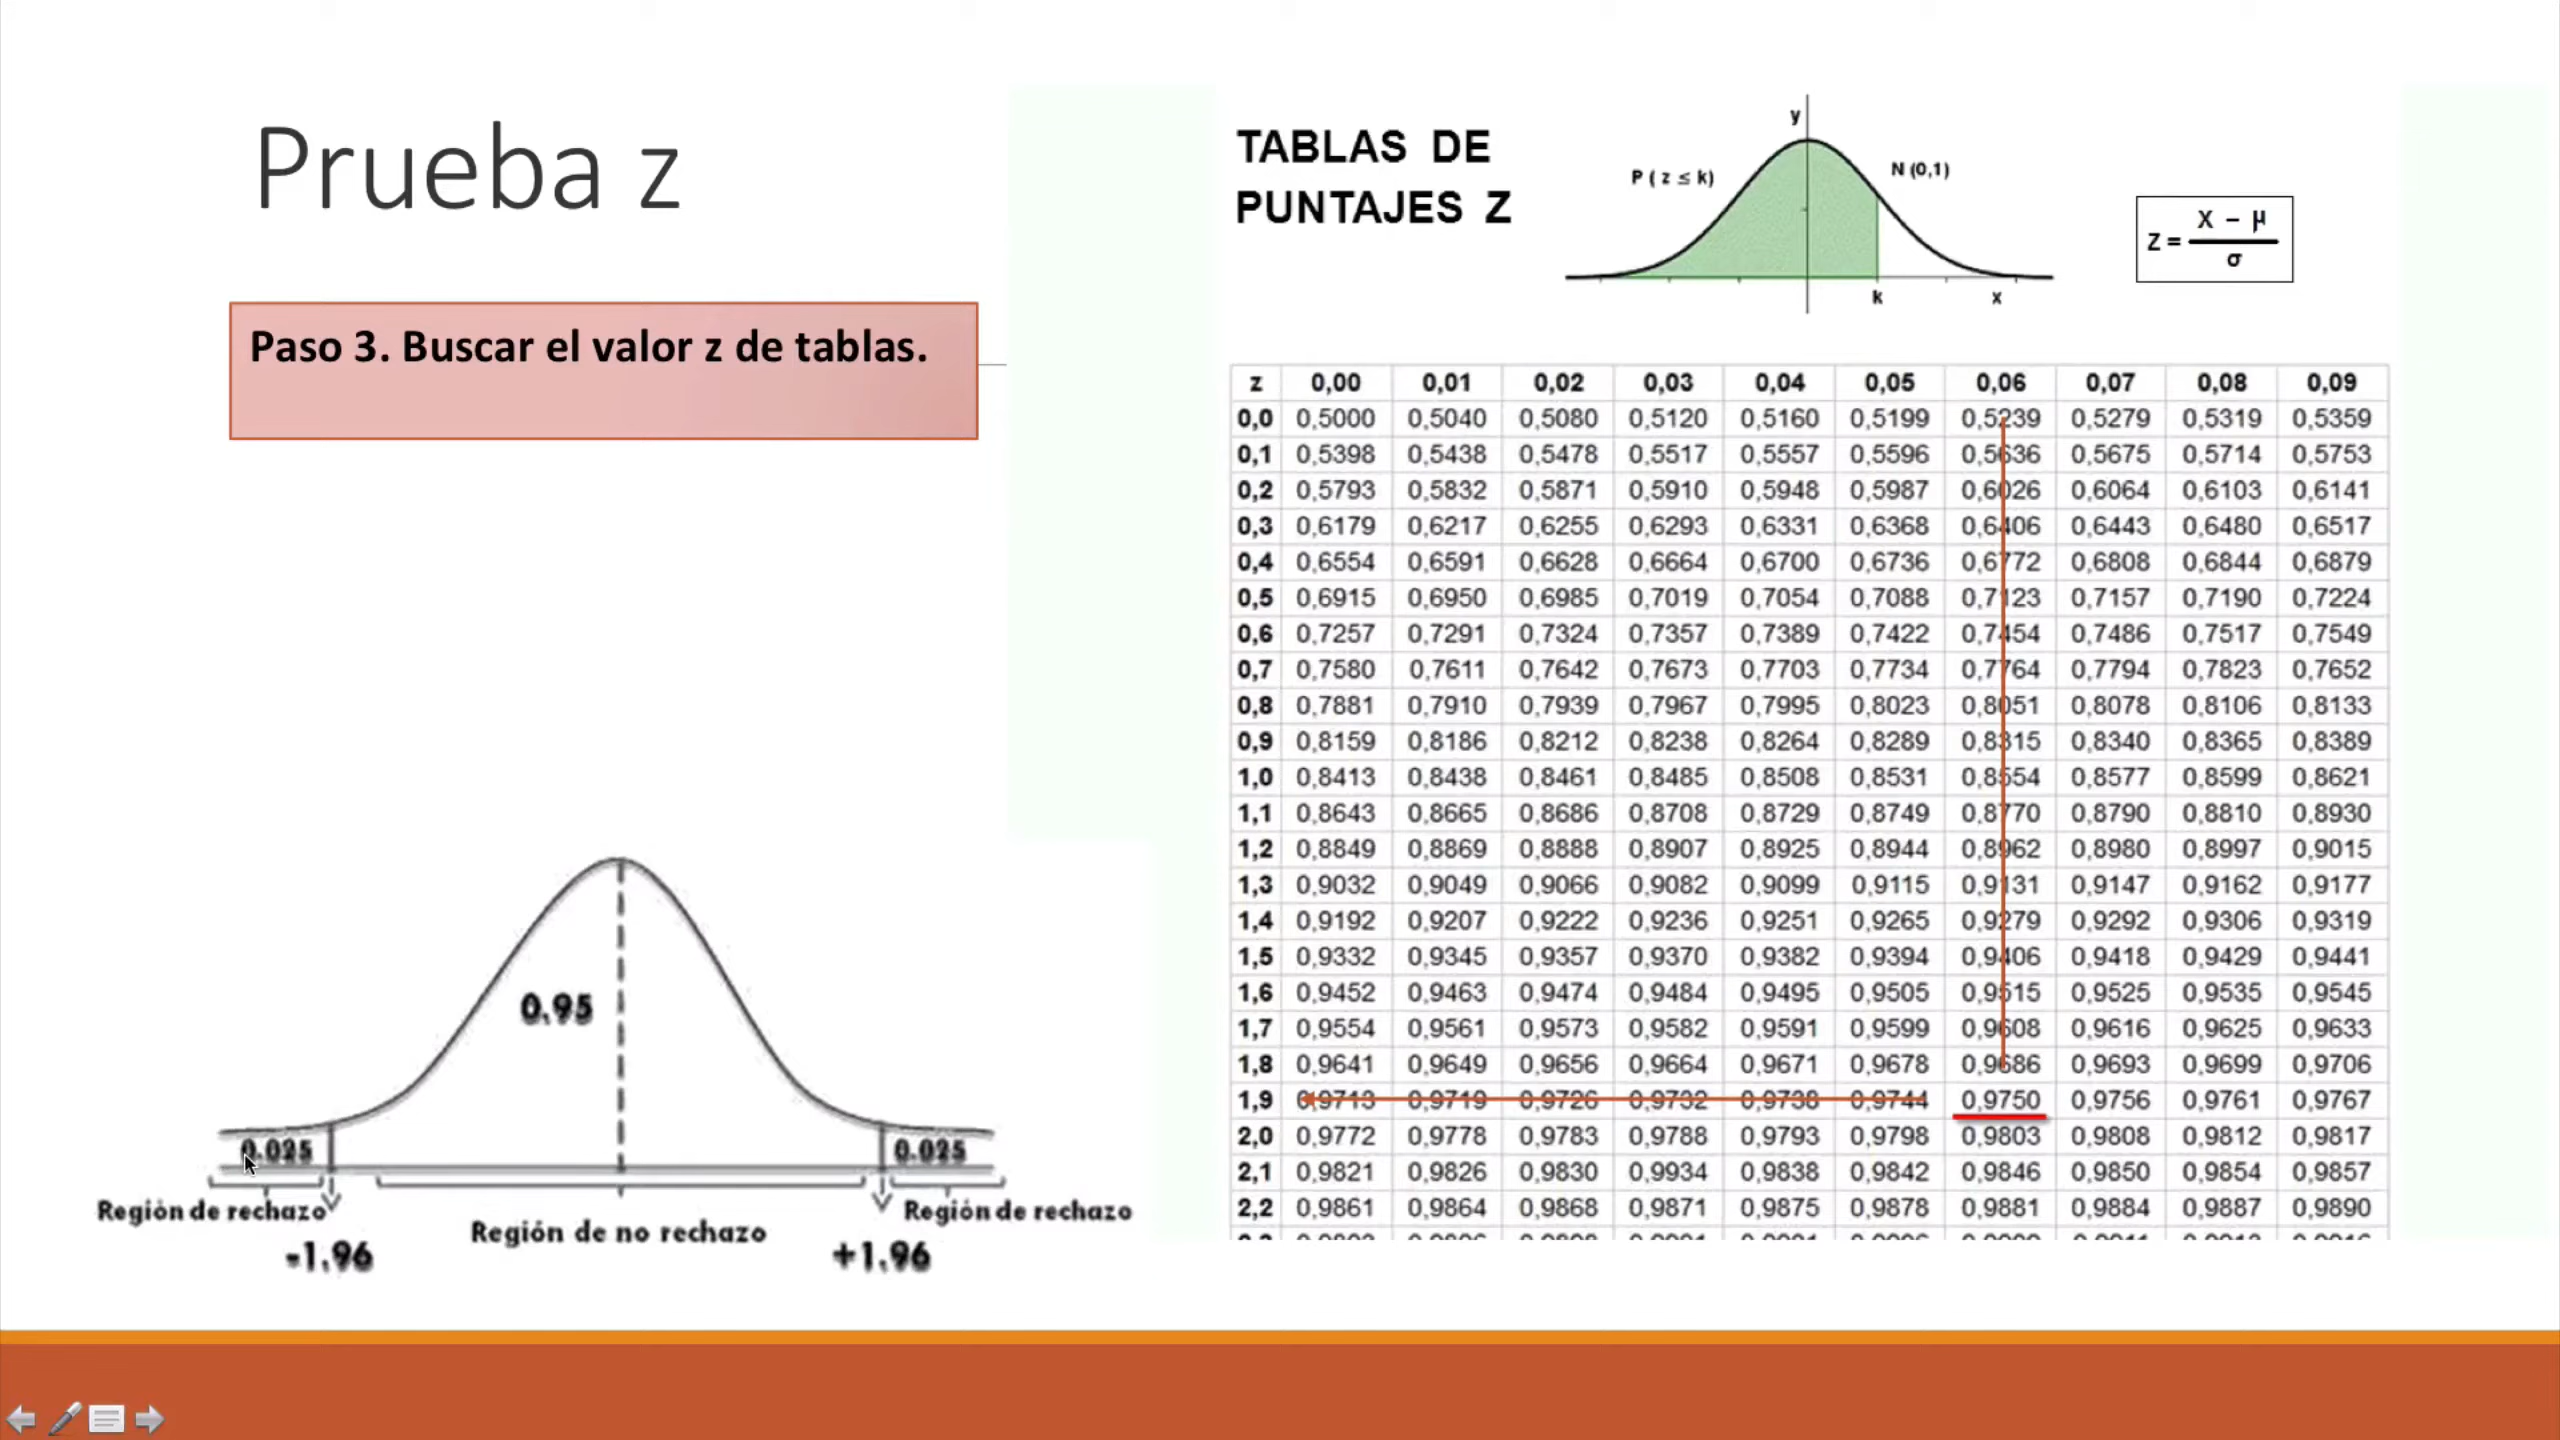 Prueba z
Paso 3. Buscar el valor z de tablas.
0.95
0.025
0.025
Región de rechazo
Región de no rechazo
Región de rechazo
-1.96
+1.96
TABLAS DE
PUNTAJES Z
y
P ( z ≤ k)
N (0,1)
k
x
Z = X - μ
σ
z 0,00 0,01 0,02 0,03 0,04 0,05 0,06 0,07 0,08 0,09
0,0 0,5000 0,5040 0,5080 0,5120 0,5160 0,5199 0,5239 0,5279 0,5319 0,5359
0,1 0,5398 0,5438 0,5478 0,5517 0,5557 0,5596 0,5636 0,5675 0,5714 0,5753
0,2 0,5793 0,5832 0,5871 0,5910 0,5948 0,5987 0,6026 0,6064 0,6103 0,6141
0,3 0,6179 0,6217 0,6255 0,6293 0,6331 0,6368 0,6406 0,6443 0,6480 0,6517
0,4 0,6554 0,6591 0,6628 0,6664 0,6700 0,6736 0,6772 0,6808 0,6844 0,6879
0,5 0,6915 0,6950 0,6985 0,7019 0,7054 0,7088 0,7123 0,7157 0,7190 0,7224
0,6 0,7257 0,7291 0,7324 0,7357 0,7389 0,7422 0,7454 0,7486 0,7517 0,7549
0,7 0,7580 0,7611 0,7642 0,7673 0,7703 0,7734 0,7764 0,7794 0,7823 0,7652
0,8 0,7881 0,7910 0,7939 0,7967 0,7995 0,8023 0,8051 0,8078 0,8106 0,8133
0,9 0,8159 0,8186 0,8212 0,8238 0,8264 0,8289 0,8315 0,8340 0,8365 0,8389
1,0 0,8413 0,8438 0,8461 0,8485 0,8508 0,8531 0,8554 0,8577 0,8599 0,8621
1,1 0,8643 0,8665 0,8686 0,8708 0,8729 0,8749 0,8770 0,8790 0,8810 0,8930
1,2 0,8849 0,8869 0,8888 0,8907 0,8925 0,8944 0,8962 0,8980 0,8997 0,9015
1,3 0,9032 0,9049 0,9066 0,9082 0,9099 0,9115 0,9131 0,9147 0,9162 0,9177
1,4 0,9192 0,9207 0,9222 0,9236 0,9251 0,9265 0,9279 0,9292 0,9306 0,9319
1,5 0,9332 0,9345 0,9357 0,9370 0,9382 0,9394 0,9406 0,9418 0,9429 0,9441
1,6 0,9452 0,9463 0,9474 0,9484 0,9495 0,9505 0,9515 0,9525 0,9535 0,9545
1,7 0,9554 0,9561 0,9573 0,9582 0,9591 0,9599 0,9608 0,9616 0,9625 0,9633
1,8 0,9641 0,9649 0,9656 0,9664 0,9671 0,9678 0,9686 0,9693 0,9699 0,9706
1,9 0,9713 0,9719 0,9726 0,9732 0,9738 0,9744 0,9750 0,9756 0,9761 0,9767
2,0 0,9772 0,9778 0,9783 0,9788 0,9793 0,9798 0,9803 0,9808 0,9812 0,9817
2,1 0,9821 0,9826 0,9830 0,9934 0,9838 0,9842 0,9846 0,9850 0,9854 0,9857
2,2 0,9861 0,9864 0,9868 0,9871 0,9875 0,9878 0,9881 0,9884 0,9887 0,9890